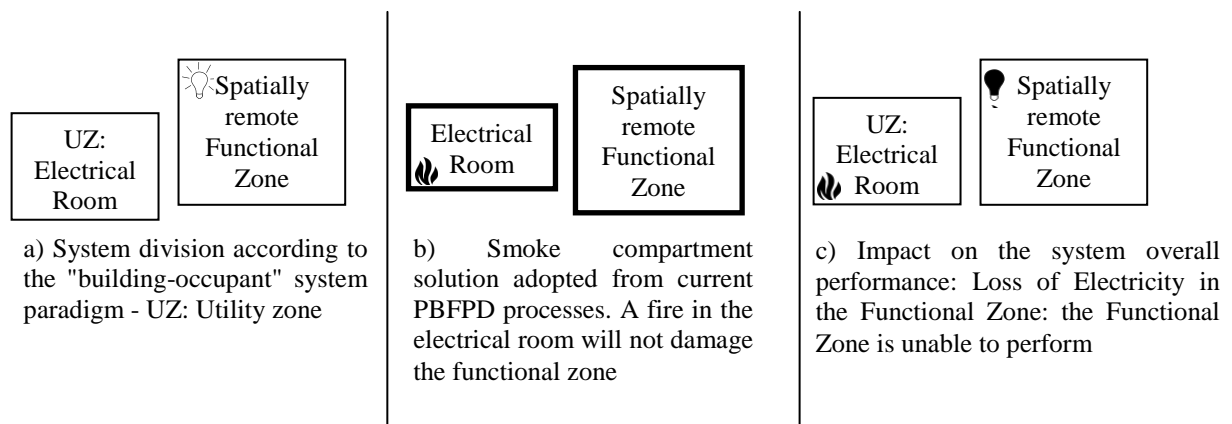 UZ:
Electrical
Room
Spatially
remote
Functional
Zone
a) System division according to
the "building-occupant" system
paradigm - UZ: Utility zone
Electrical
Room
Spatially
remote
Functional
Zone
b) Smoke compartment
solution adopted from current
PBFPD processes. A fire in the
electrical room will not damage
the functional zone
UZ:
Electrical
Room
Spatially
remote
Functional
Zone
c) Impact on the system overall
performance: Loss of Electricity in
the Functional Zone: the Functional
Zone is unable to perform